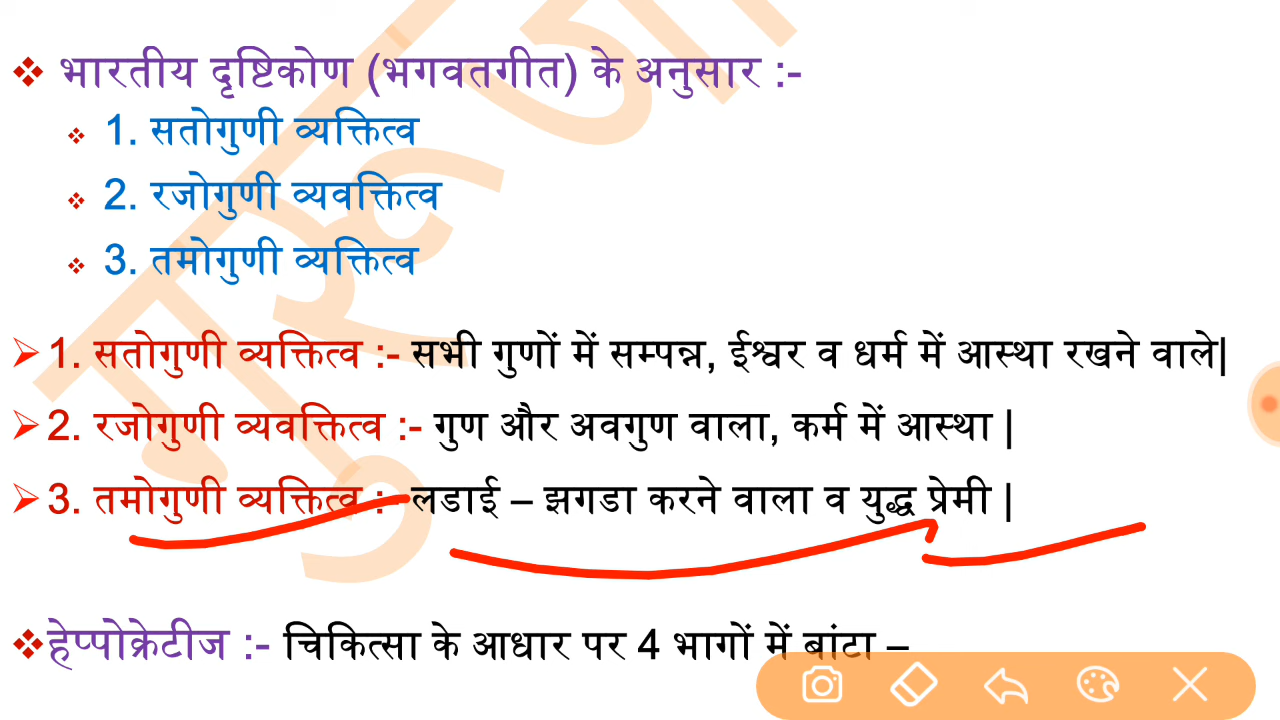 ❖ भारतीय दृष्टिकोण (भगवतगीत) के अनुसार :-
❖ 1. सतोगुणी व्यक्तित्व
❖ 2. रजोगुणी व्यवक्तित्व
❖ 3. तमोगुणी व्यक्तित्व
➢ 1. सतोगुणी व्यक्तित्व :- सभी गुणों में सम्पन्न, ईश्वर व धर्म में आस्था रखने वाले|
➢ 2. रजोगुणी व्यवक्तित्व :- गुण और अवगुण वाला, कर्म में आस्था |
➢ 3. तमोगुणी व्यक्तित्व :- लडाई – झगडा करने वाला व युद्ध प्रेमी |
❖ हेप्पोक्रेटीज :- चिकित्सा के आधार पर 4 भागों में बांटा –